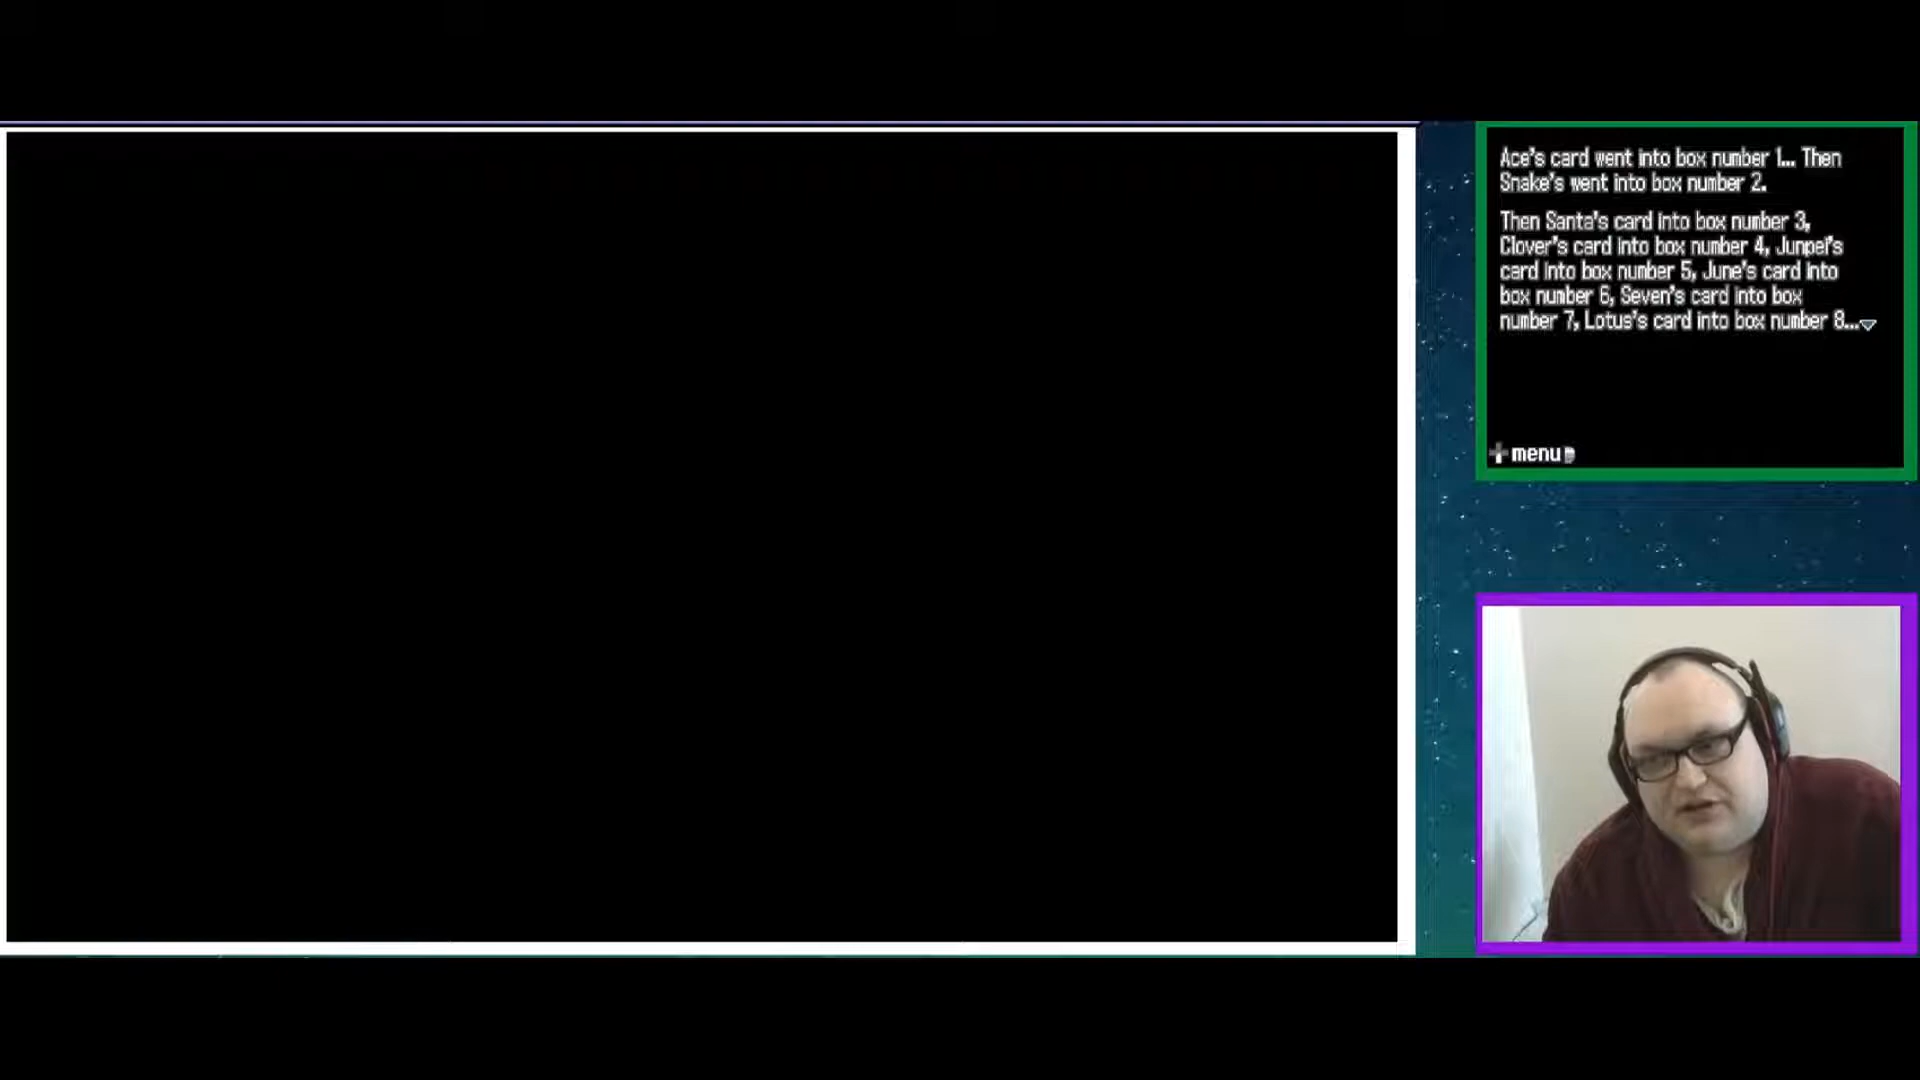 Ace's card went into box number 1... Then
Snake's went into box number 2.
Then Santa's card into box number 3,
Clover's card into box number 4, Junpei's
card into box number 5, June's card into
box number 6, Seven's card into box
number 7, Lotus's card into box number 8...
menu